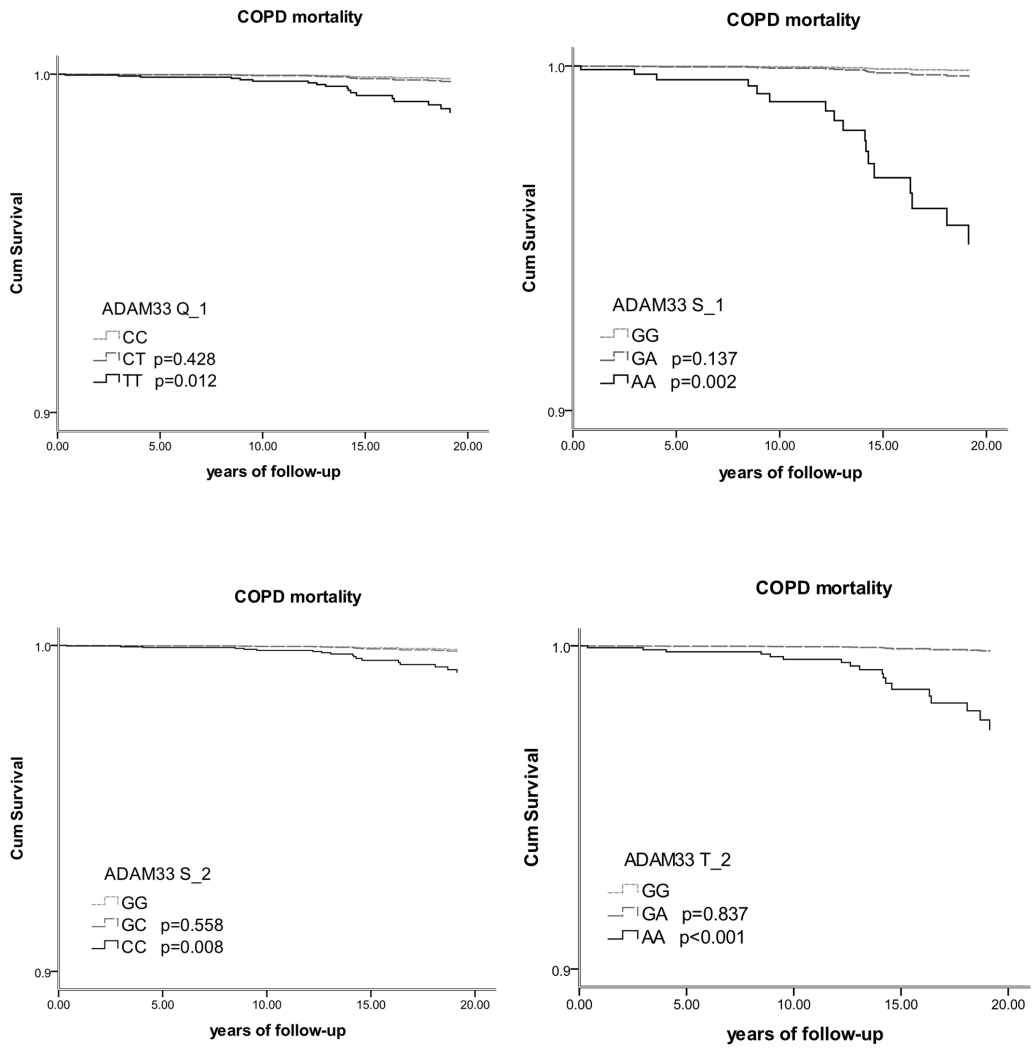 COPD mortality
1.0
Cum Survival
ADAM33 Q_1
CC
CT p=0.428
TT p=0.012
0.9
0.00 5.00 10.00 15.00 20.00
years of follow-up
COPD mortality
1.0
Cum Survival
ADAM33 S_1
GG
GA p=0.137
AA p=0.002
0.9
0.00 5.00 10.00 15.00 20.00
years of follow-up
COPD mortality
1.0
Cum Survival
ADAM33 S_2
GG
GC p=0.558
CC p=0.008
0.9
0.00 5.00 10.00 15.00 20.00
years of follow-up
COPD mortality
1.0
Cum Survival
ADAM33 T_2
GG
GA p=0.837
AA p<0.001
0.9
0.00 5.00 10.00 15.00 20.00
years of follow-up